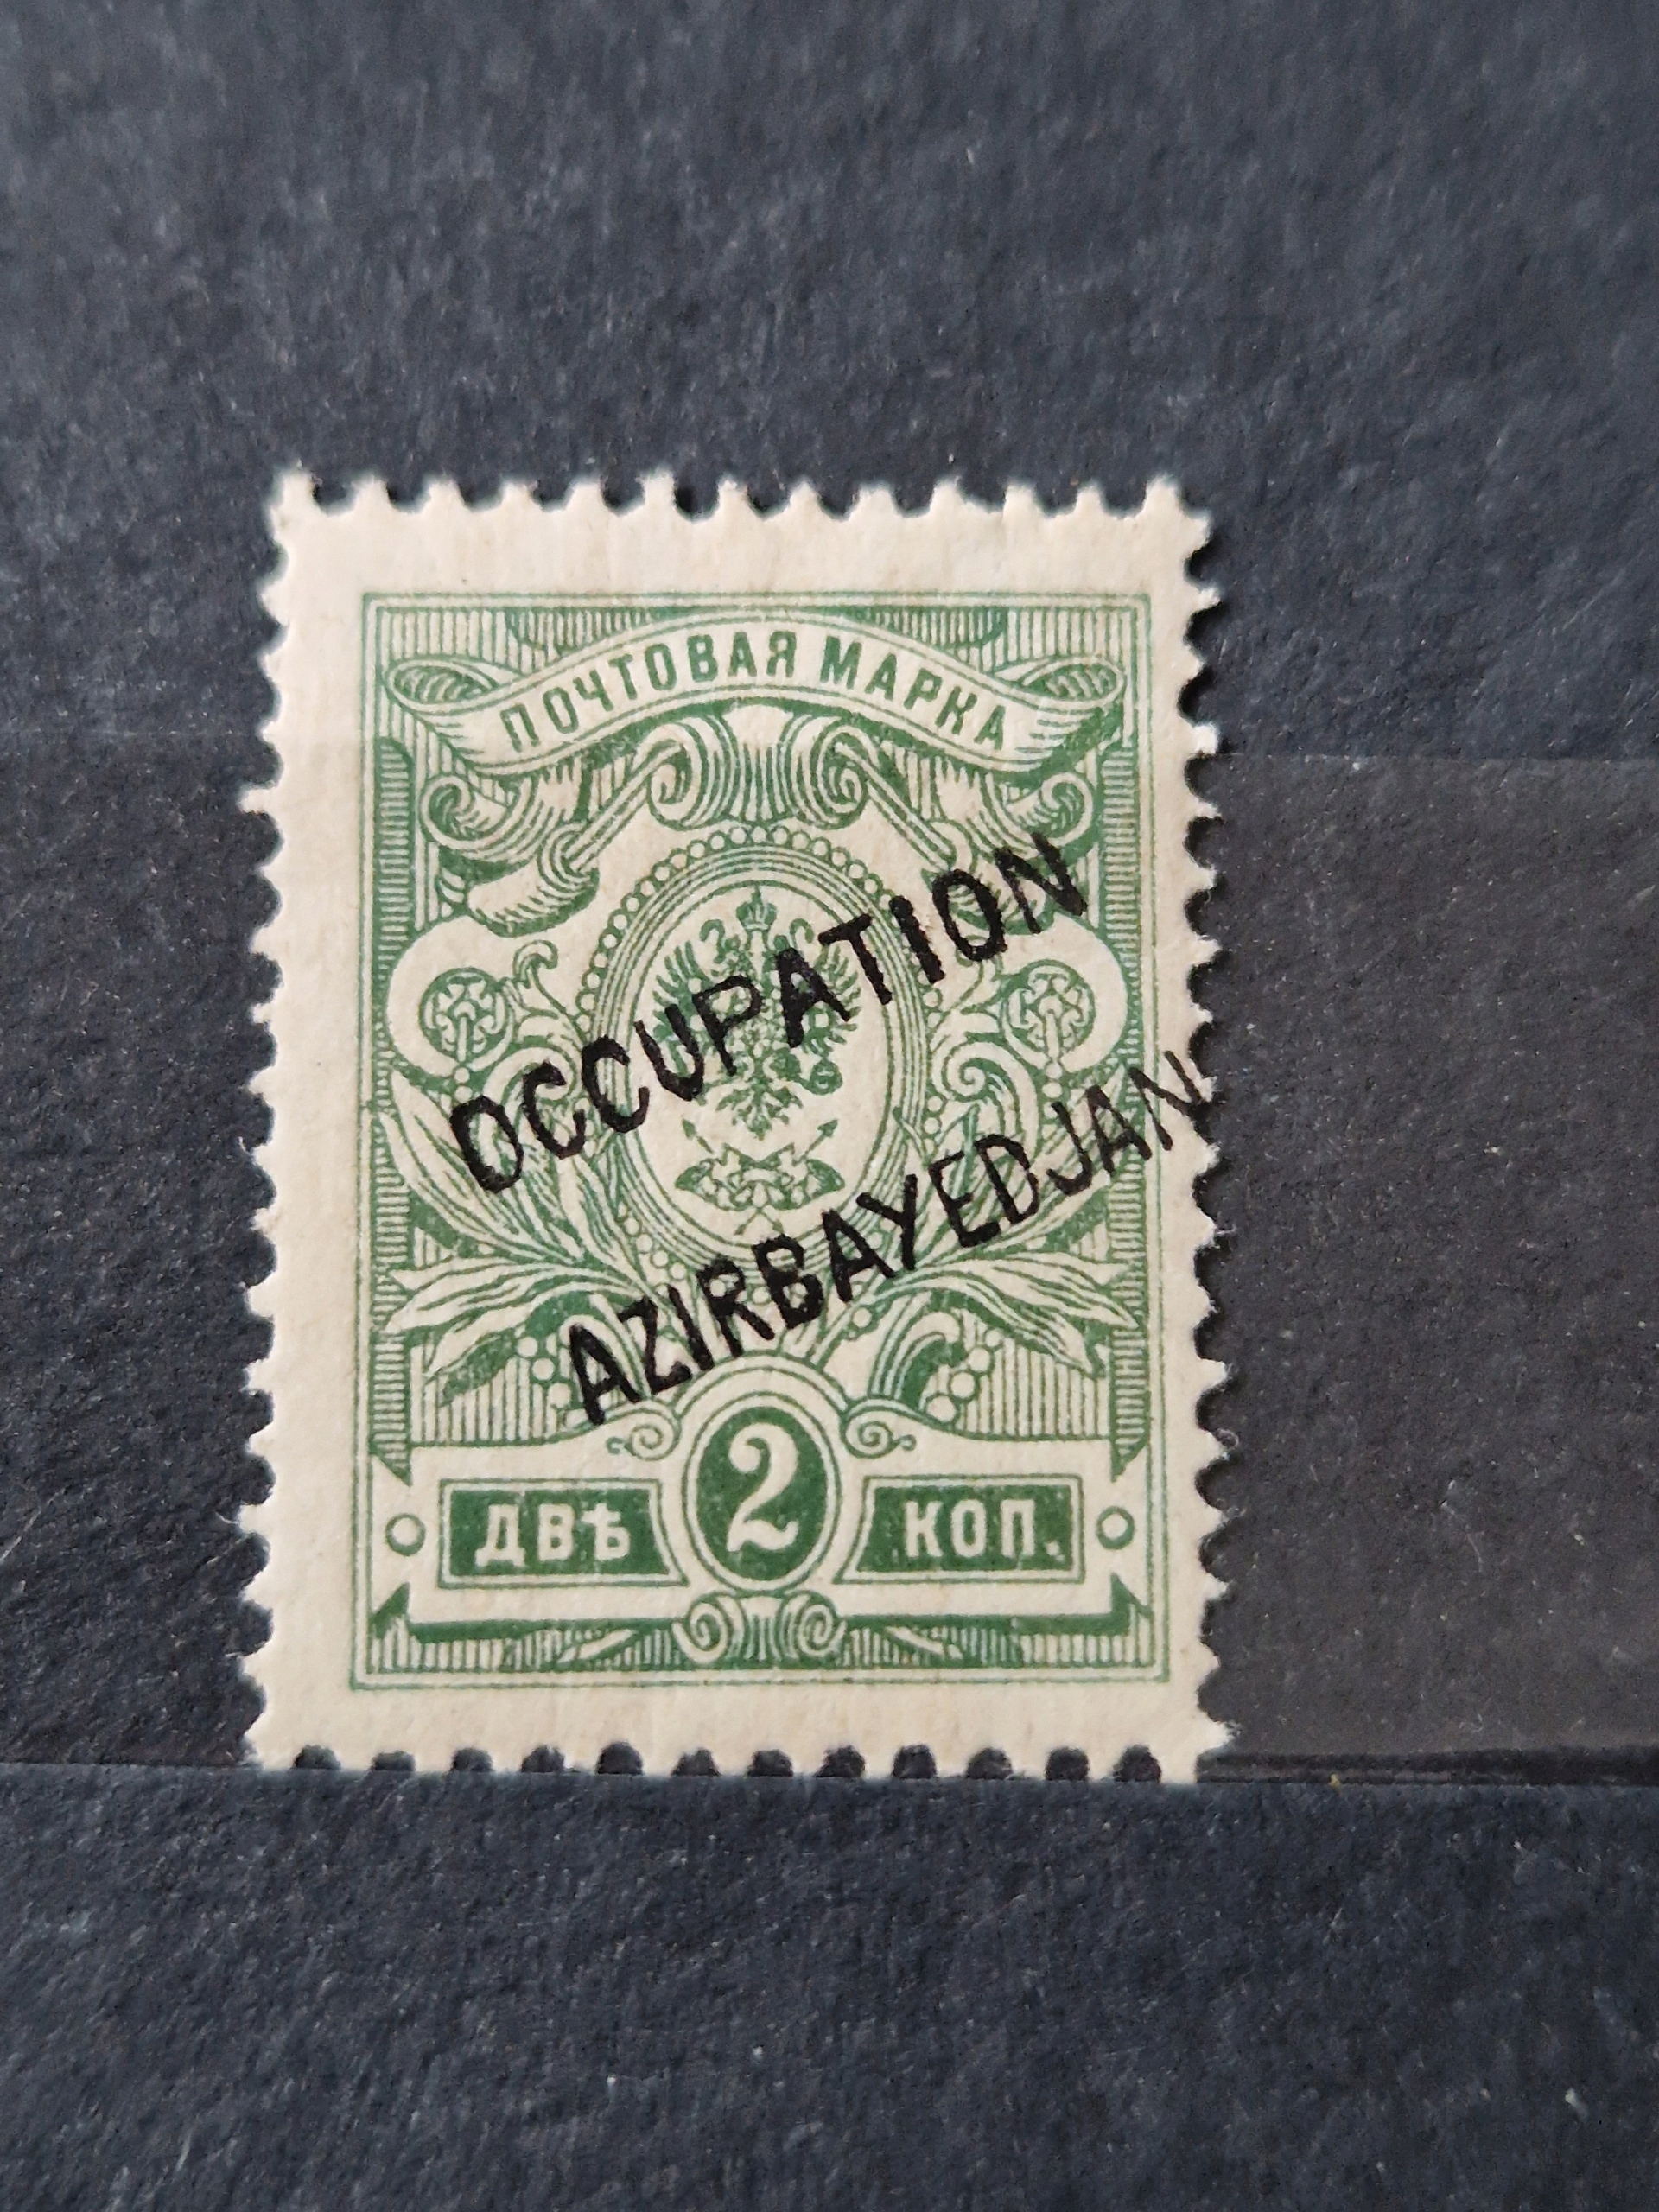 ПОЧТОВАЯ МАРКА
OCCUPATION
AZIRBAYEDJAN
2
ДВѢ КОП.